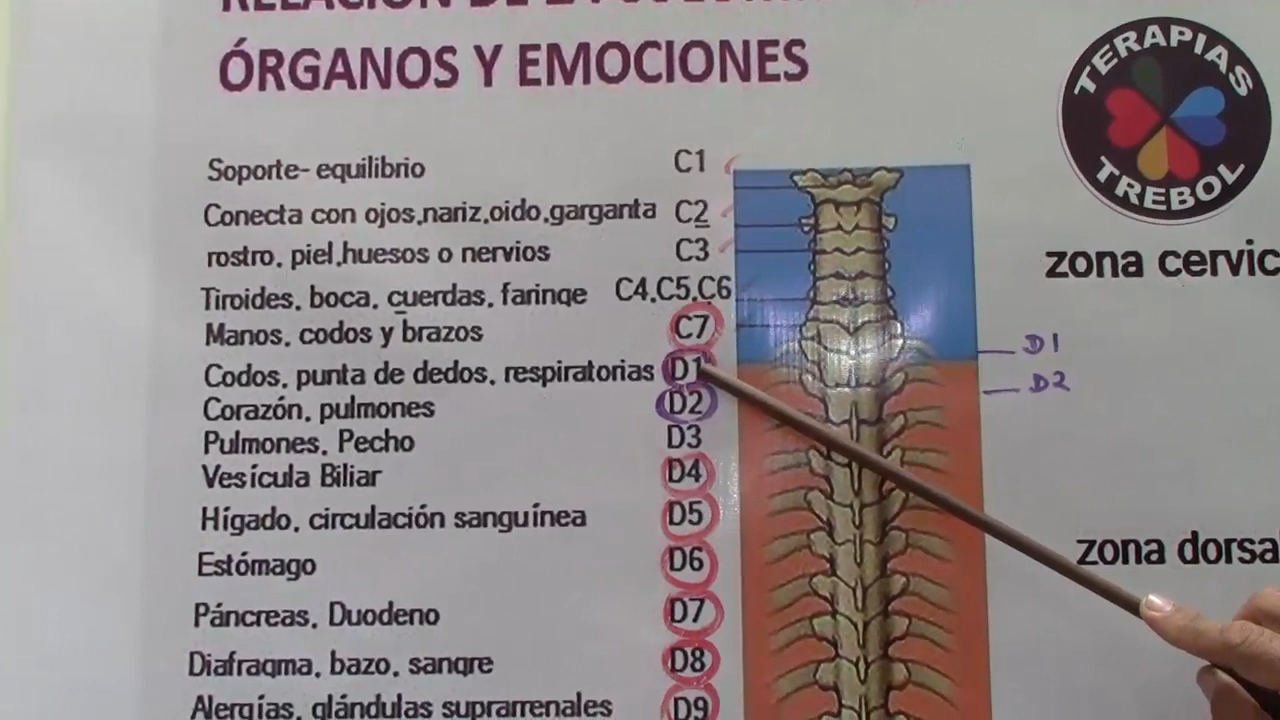 RELACIÓN DE LA
ÓRGANOS Y EMOCIONES
TERAPIAS
TREBOL
Soporte- equilibrio C1
Conecta con ojos,nariz,oido,garganta C2
rostro, piel,huesos o nervios C3
Tiroides, boca, cuerdas, faringe C4,C5,C6
Manos, codos y brazos C7
Codos, punta de dedos, respiratorias D1
Corazón, pulmones D2
Pulmones, Pecho D3
Vesícula Biliar D4
Hígado, circulación sanguínea D5
Estómago D6
Páncreas, Duodeno D7
Diafragma, bazo, sangre D8
Alergías, glándulas suprarrenales D9
zona cervic
D1
D2
zona dorsa